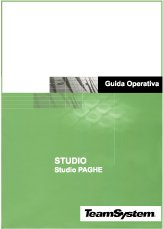 Guida Operativa
STUDIO
Studio PAGHE
TeamSystem